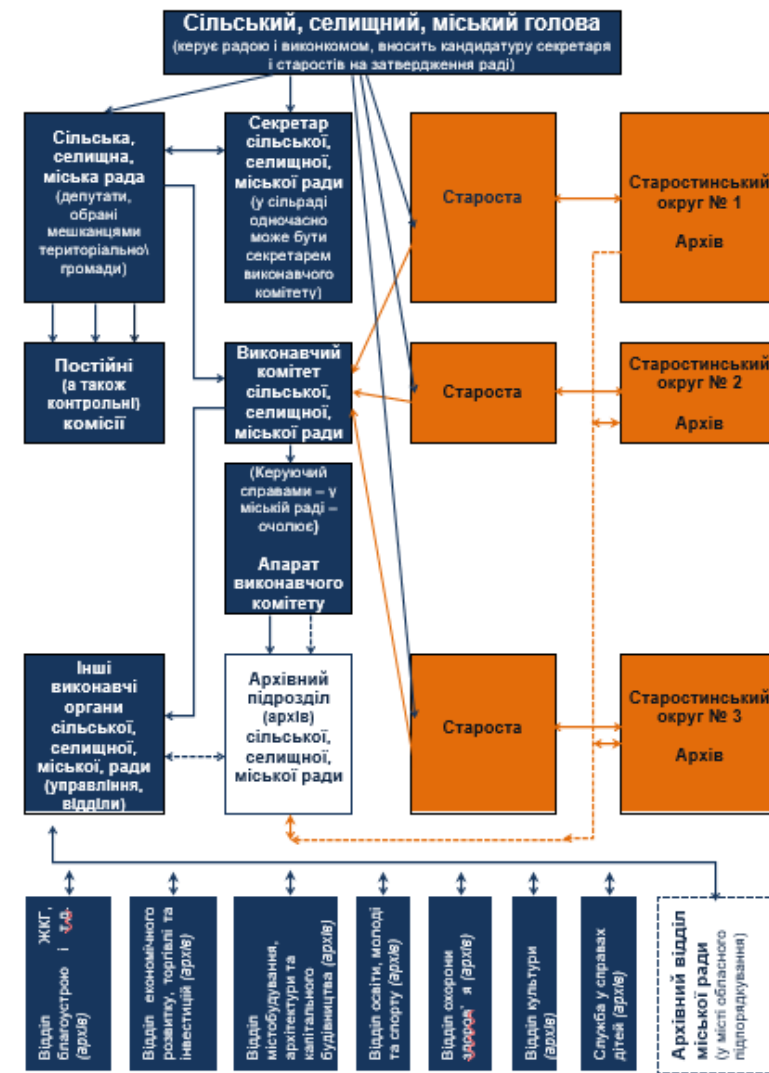 Сільський, селищний, міський голова
(керує радою і виконкомом, вносить кандидатуру секретаря
і старостів на затвердження раді)
Сільська,
селищна,
міська рада
(депутати,
обрані
мешканцями
територіально\
громади)
Секретар
сільської,
селищної,
міської ради
(у сільраді
одночасно
може бути
секретарем
виконавчого
комітету)
Староста
Старостинський
округ № 1
Архів
Постійні
(а також
контрольні)
комісії
Виконавчий
комітет
сільської,
селищної,
міської ради
Староста
Старостинський
округ № 2
Архів
(Керуючий
справами – у
міській раді –
очолює)
Апарат
виконавчого
комітету
Інші
виконавчі
органи
сільської,
селищної,
міської, ради
(управління,
відділи)
Архівний
підрозділ
(архів)
сільської,
селищної,
міської ради
Староста
Старостинський
округ № 3
Архів
Відділ ЖКГ,
благоустрою і т.д.
(архів)
Відділ економічного
розвитку, торгівлі та
інвестицій (архів)
Відділ
містобудування,
архітектури та
капітального
будівництва (архів)
Відділ освіти, молоді
та спорту (архів)
Відділ охорони
здоров' я (архів)
Відділ культури
(архів)
Служба у справах
дітей (архів)
Архівний відділ
міської ради
(у місті обласного
підпорядкування)